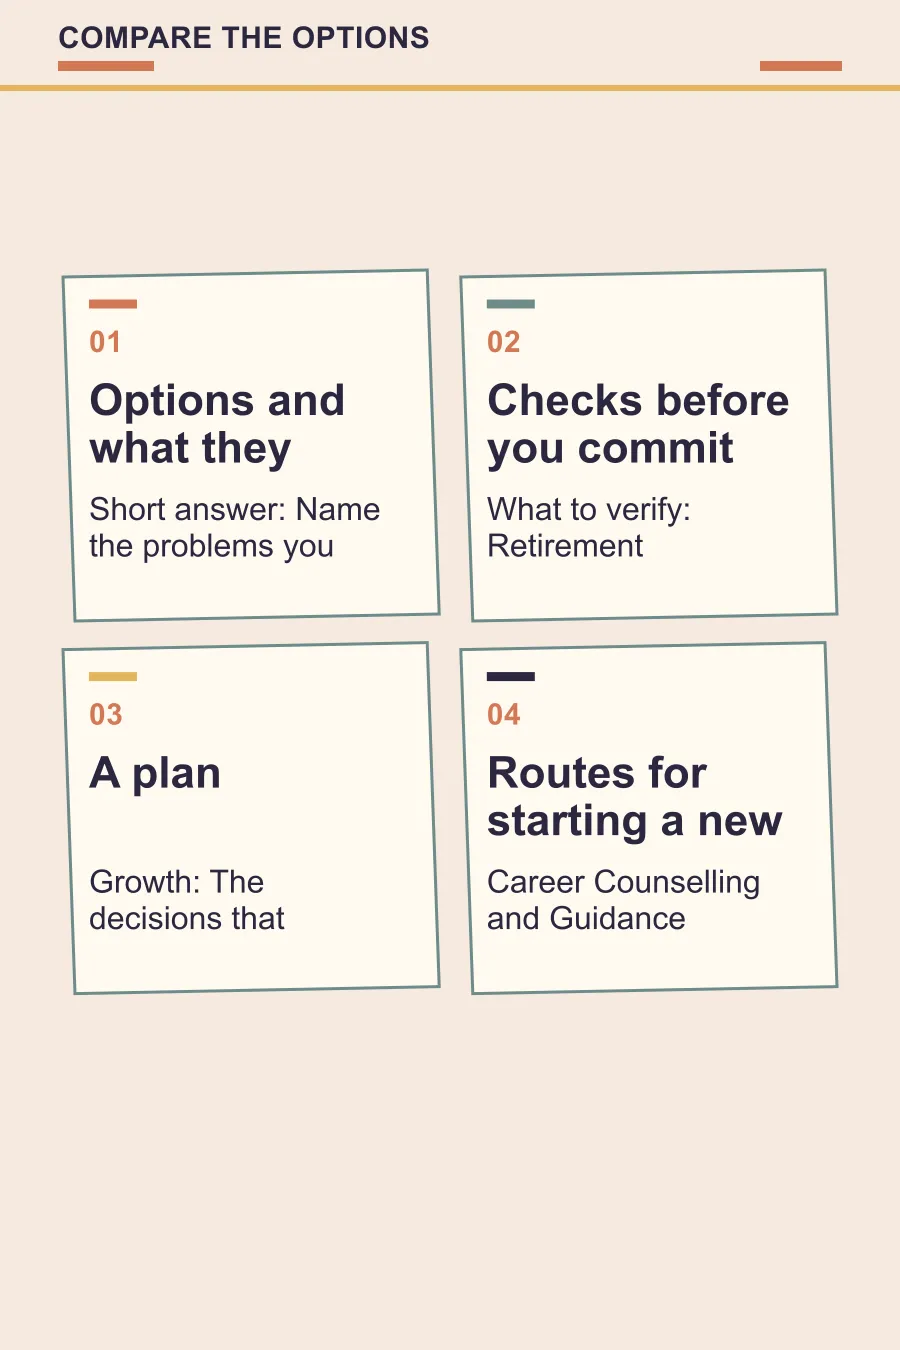 COMPARE THE OPTIONS
01
Options and
what they
Short answer: Name
the problems you
02
Checks before
you commit
What to verify:
Retirement
03
A plan
Growth: The
decisions that
04
Routes for
starting a new
Career Counselling
and Guidance